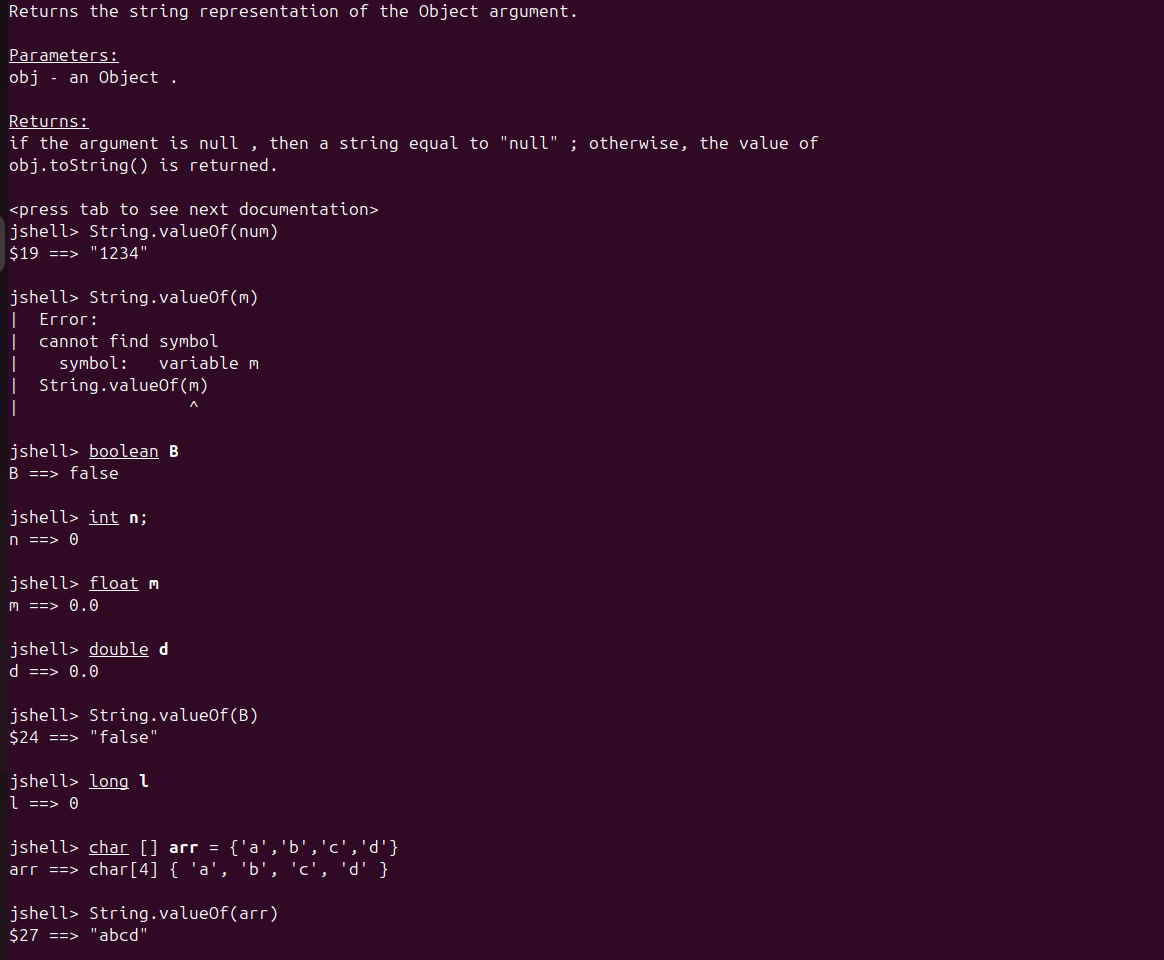 Returns the string representation of the Object argument.
Parameters:
obj - an Object .
Returns:
if the argument is null , then a string equal to "null" ; otherwise, the value of
obj.toString() is returned.
<press tab to see next documentation>
jshell> String.valueOf(num)
$19 ==> "1234"
jshell> String.valueOf(m)
|  Error:
|  cannot find symbol
|    symbol:   variable m
|  String.valueOf(m)
|                 ^
jshell> boolean B
B ==> false
jshell> int n;
n ==> 0
jshell> float m
m ==> 0.0
jshell> double d
d ==> 0.0
jshell> String.valueOf(B)
$24 ==> "false"
jshell> long l
l ==> 0
jshell> char [] arr = {'a','b','c','d'}
arr ==> char[4] { 'a', 'b', 'c', 'd' }
jshell> String.valueOf(arr)
$27 ==> "abcd"